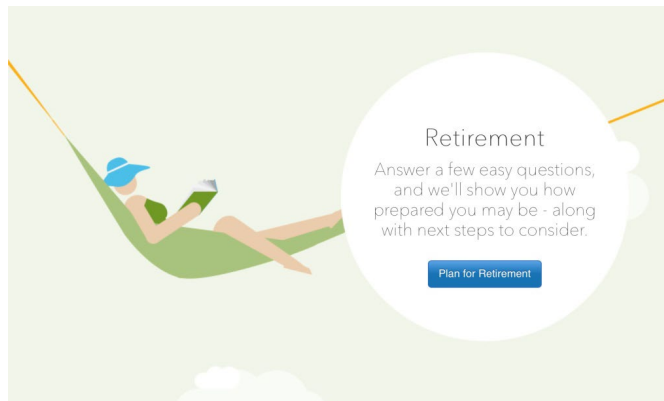 Retirement
Answer a few easy questions,
and we'll show you how
prepared you may be - along
with next steps to consider.
Plan for Retirement